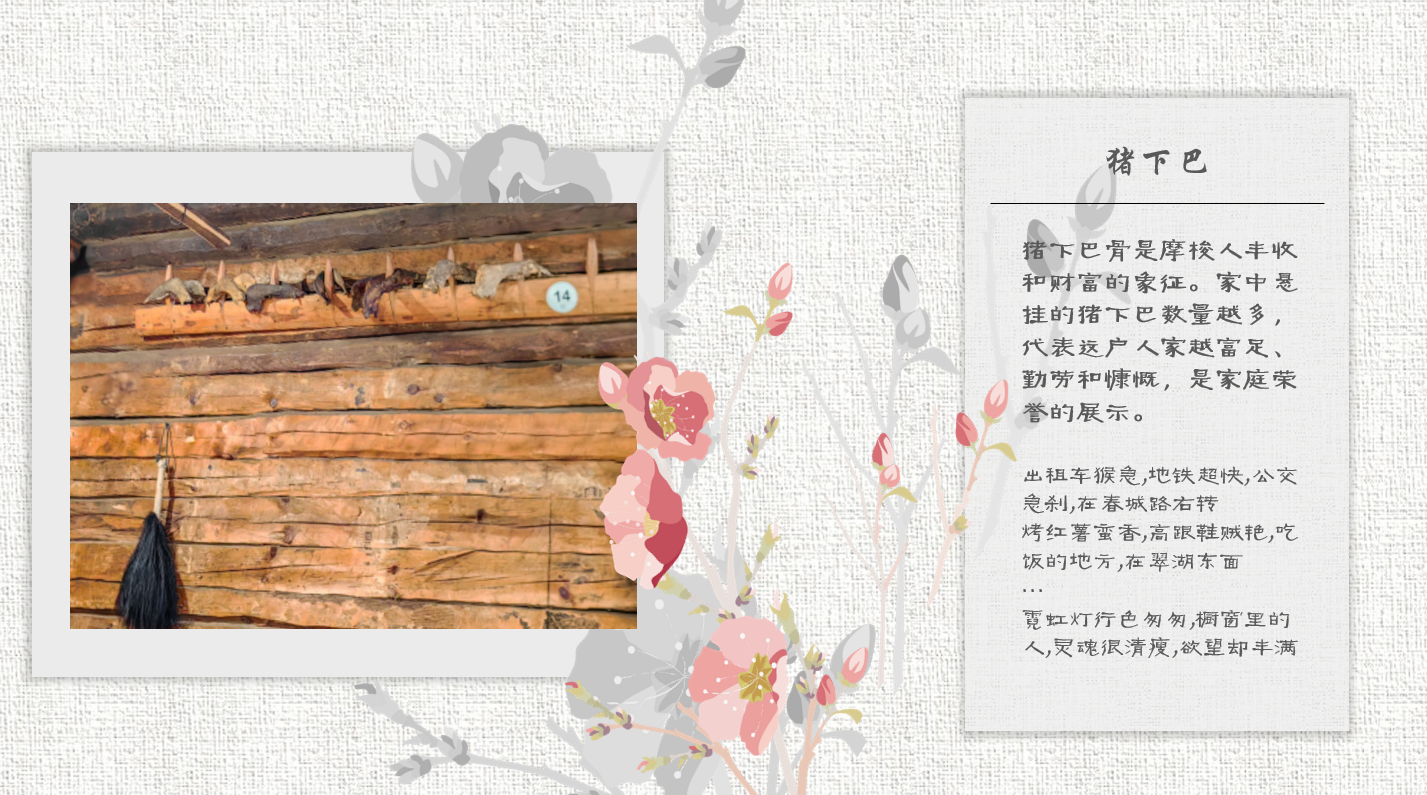 14
猪下巴
猪下巴骨是摩梭人丰收
和财富的象征。家中悬
挂的猪下巴数量越多，
代表这户人家越富足、
勤劳和慷慨，是家庭荣
誉的展示。
出租车猴急,地铁超快,公交
急刹,在春城路右转
烤红薯蛮香,高跟鞋贼艳,吃
饭的地方,在翠湖东面
…
霓虹灯行色匆匆,橱窗里的
人,灵魂很清瘦,欲望却丰满